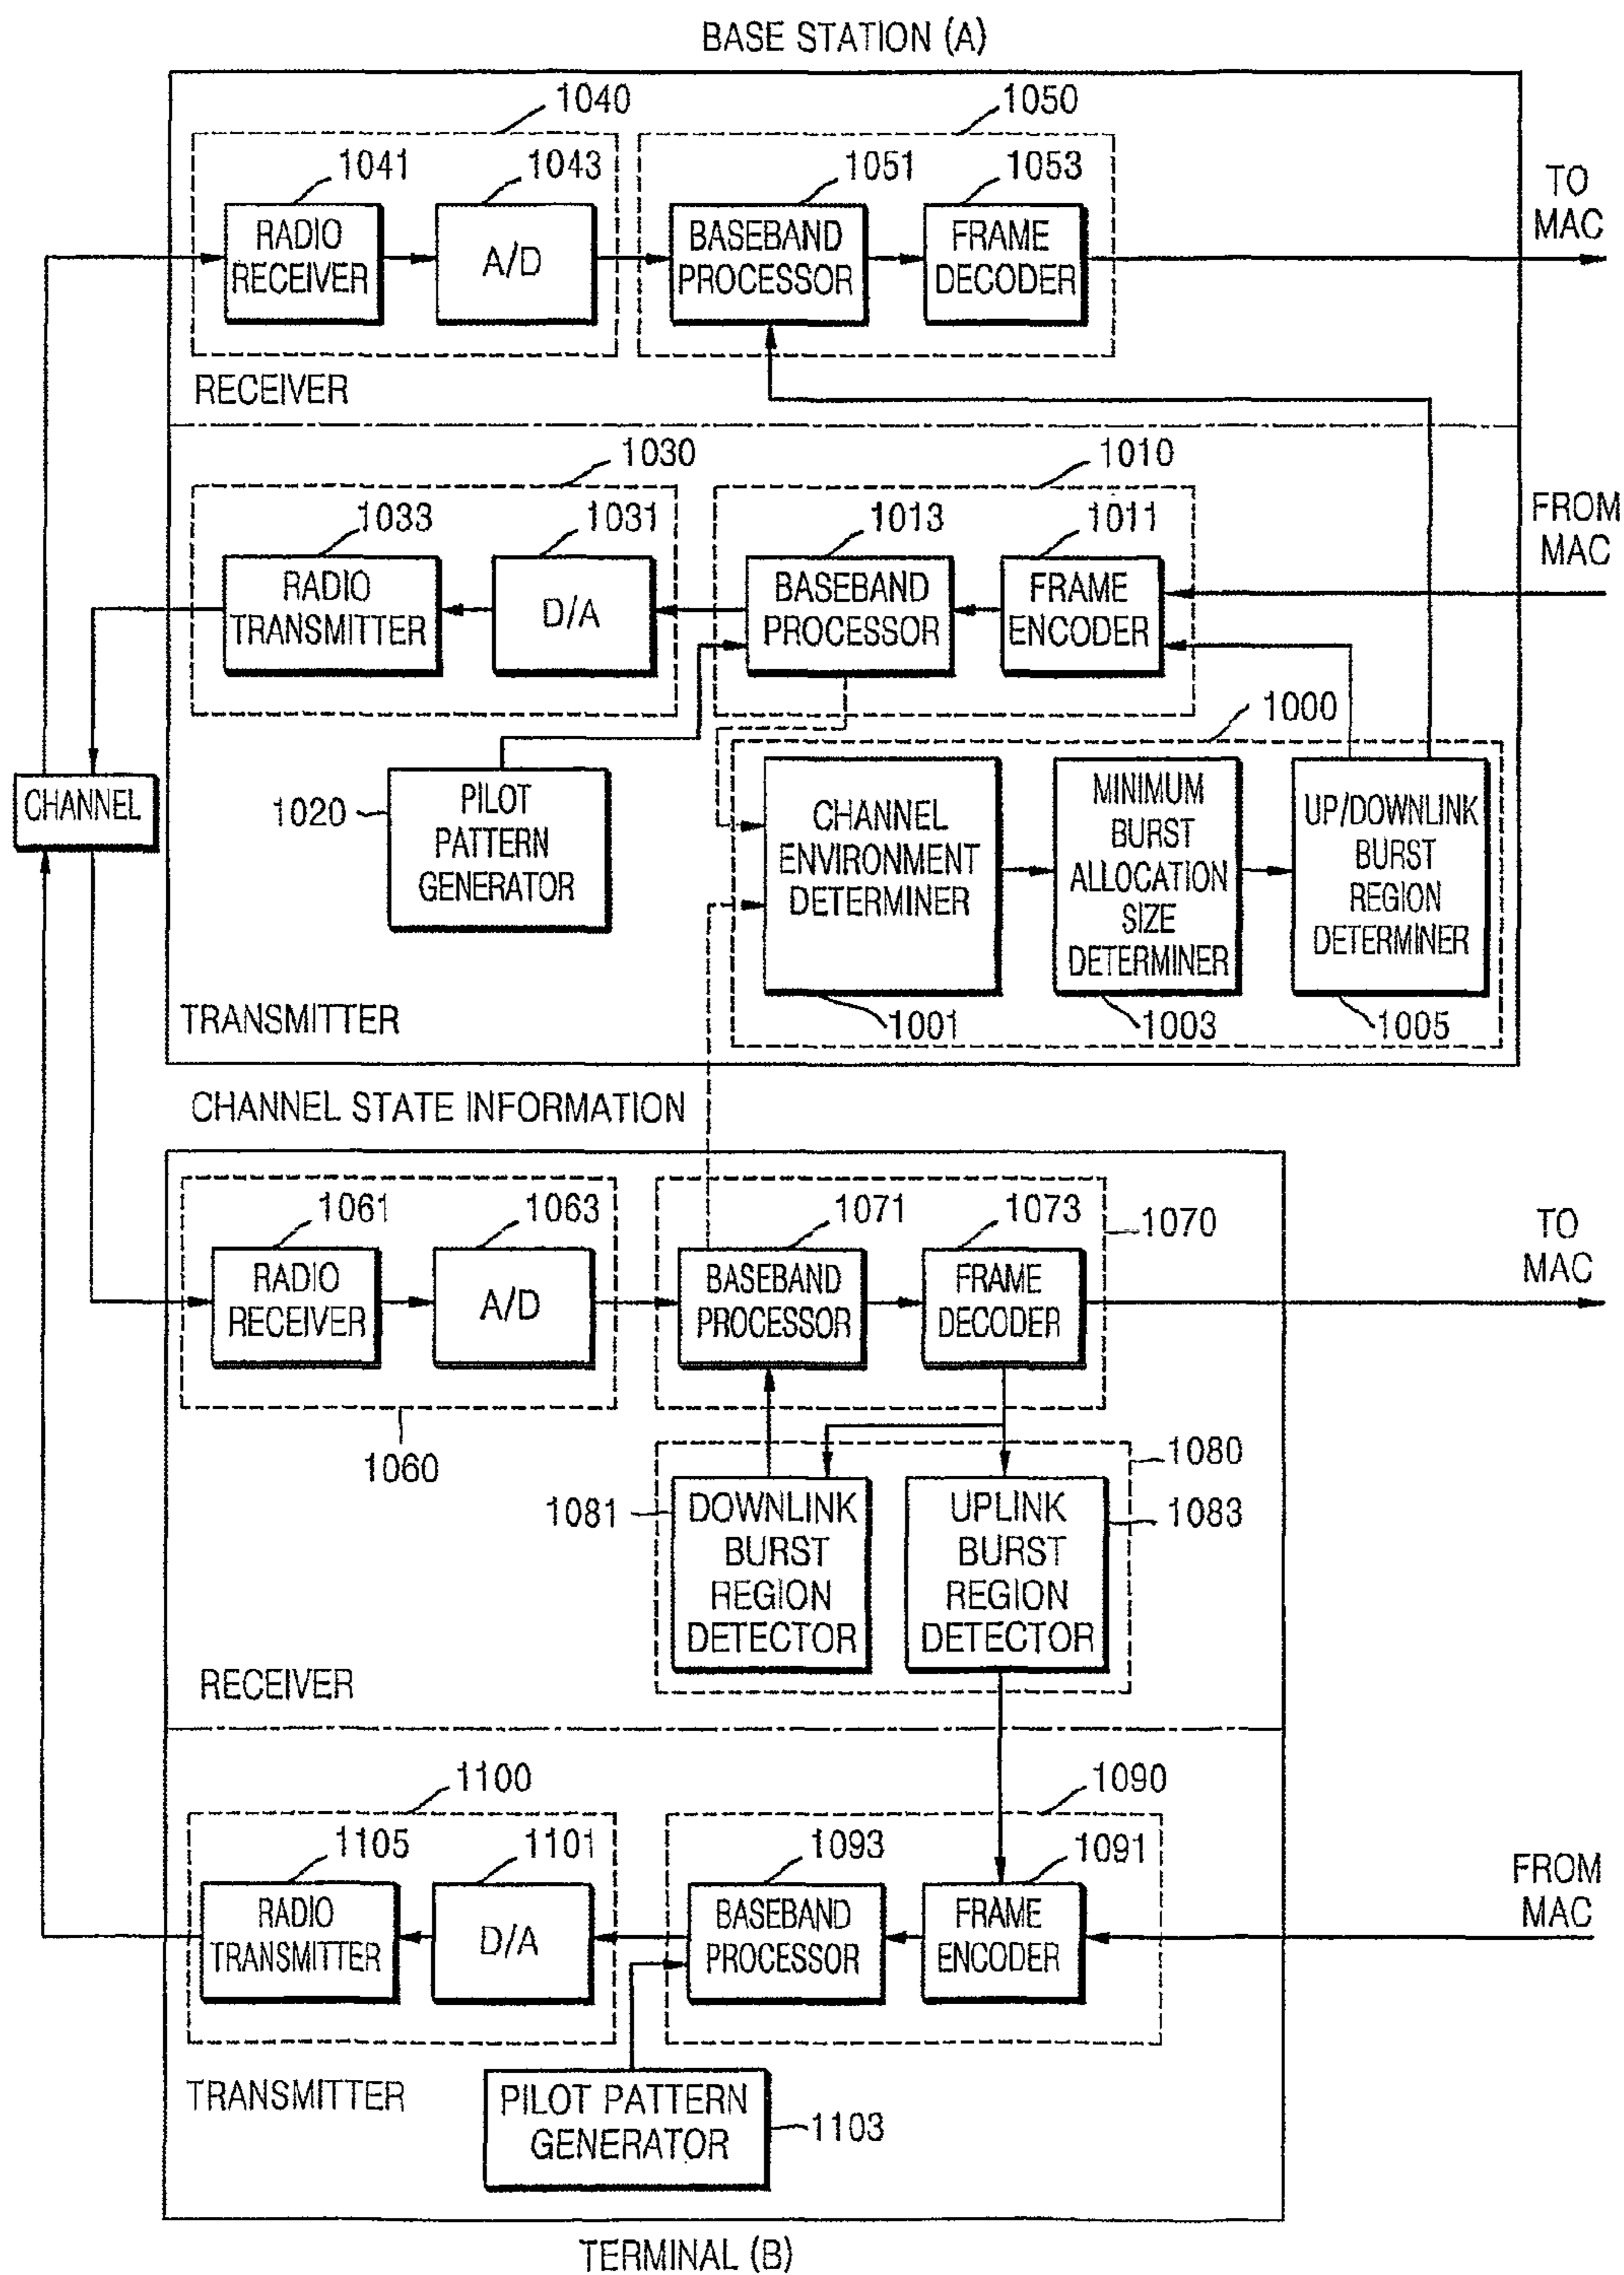 BASE STATION (A)
1040
1050
1041
1043
1051
1053
RADIO
RECEIVER
A/D
BASEBAND
PROCESSOR
FRAME
DECODER
TO
MAC
RECEIVER
1030
1010
1033
1031
1013
1011
FROM
MAC
RADIO
TRANSMITTER
D/A
BASEBAND
PROCESSOR
FRAME
ENCODER
1000
CHANNEL
1020
PILOT
PATTERN
GENERATOR
CHANNEL
ENVIRONMENT
DETERMINER
MINIMUM
BURST
ALLOCATION
SIZE
DETERMINER
UP/DOWNLINK
BURST
REGION
DETERMINER
TRANSMITTER
1001
1003
1005
CHANNEL STATE INFORMATION
1061
1063
1071
1073
1070
RADIO
RECEIVER
A/D
BASEBAND
PROCESSOR
FRAME
DECODER
TO
MAC
1060
1080
1081
DOWNLINK
BURST
REGION
DETECTOR
UPLINK
BURST
REGION
DETECTOR
1083
RECEIVER
1100
1090
1105
1101
1093
1091
FROM
MAC
RADIO
TRANSMITTER
D/A
BASEBAND
PROCESSOR
FRAME
ENCODER
TRANSMITTER
PILOT PATTERN
GENERATOR
1103
TERMINAL (B)